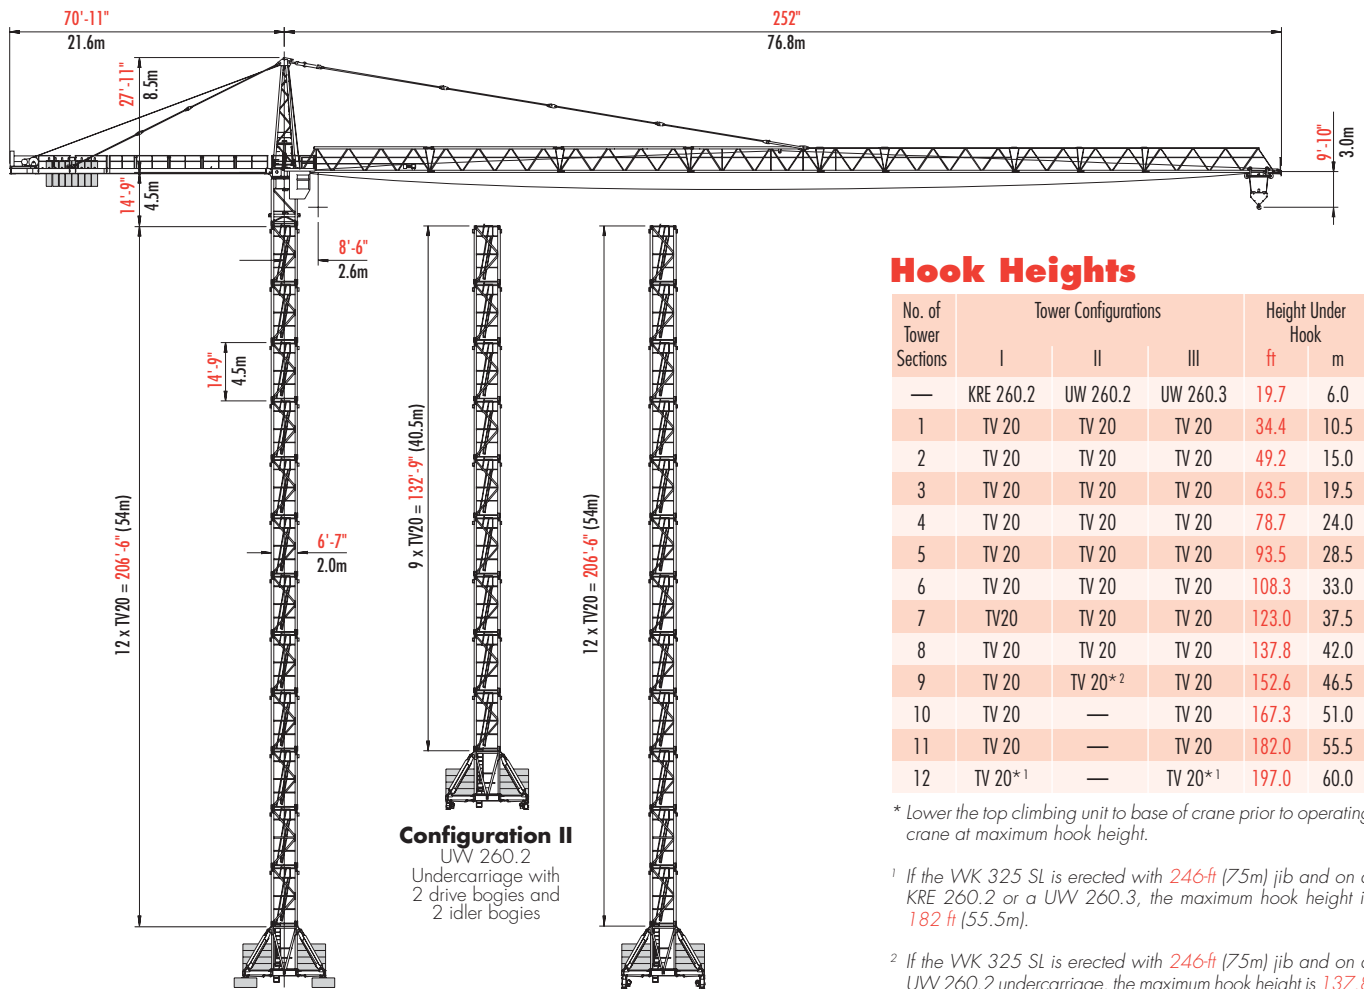 70'-11"
21.6m
252"
76.8m
27'-11"
8.5m
9'-10"
3.0m
14'-9"
4.5m
8'-6"
2.6m
14'-9"
4.5m
6'-7"
2.0m
12 x TV20 = 206'-6" (54m)
9 x TV20 = 132'-9" (40.5m)
12 x TV20 = 206'-6" (54m)
Configuration II
UW 260.2
Undercarriage with
2 drive bogies and
2 idler bogies
Hook Heights
No. of Tower Sections Tower Configurations Height Under Hook
I II III ft m
— KRE 260.2 UW 260.2 UW 260.3 19.7 6.0
1 TV 20 TV 20 TV 20 34.4 10.5
2 TV 20 TV 20 TV 20 49.2 15.0
3 TV 20 TV 20 TV 20 63.5 19.5
4 TV 20 TV 20 TV 20 78.7 24.0
5 TV 20 TV 20 TV 20 93.5 28.5
6 TV 20 TV 20 TV 20 108.3 33.0
7 TV20 TV 20 TV 20 123.0 37.5
8 TV 20 TV 20 TV 20 137.8 42.0
9 TV 20 TV 20*² TV 20 152.6 46.5
10 TV 20 — TV 20 167.3 51.0
11 TV 20 — TV 20 182.0 55.5
12 TV 20*¹ — TV 20*¹ 197.0 60.0
* Lower the top climbing unit to base of crane prior to operating
crane at maximum hook height.
¹ If the WK 325 SL is erected with 246-ft (75m) jib and on a
KRE 260.2 or a UW 260.3, the maximum hook height i
182 ft (55.5m).
² If the WK 325 SL is erected with 246-ft (75m) jib and on a
UW 260.2 undercarriage, the maximum hook height is 137.8